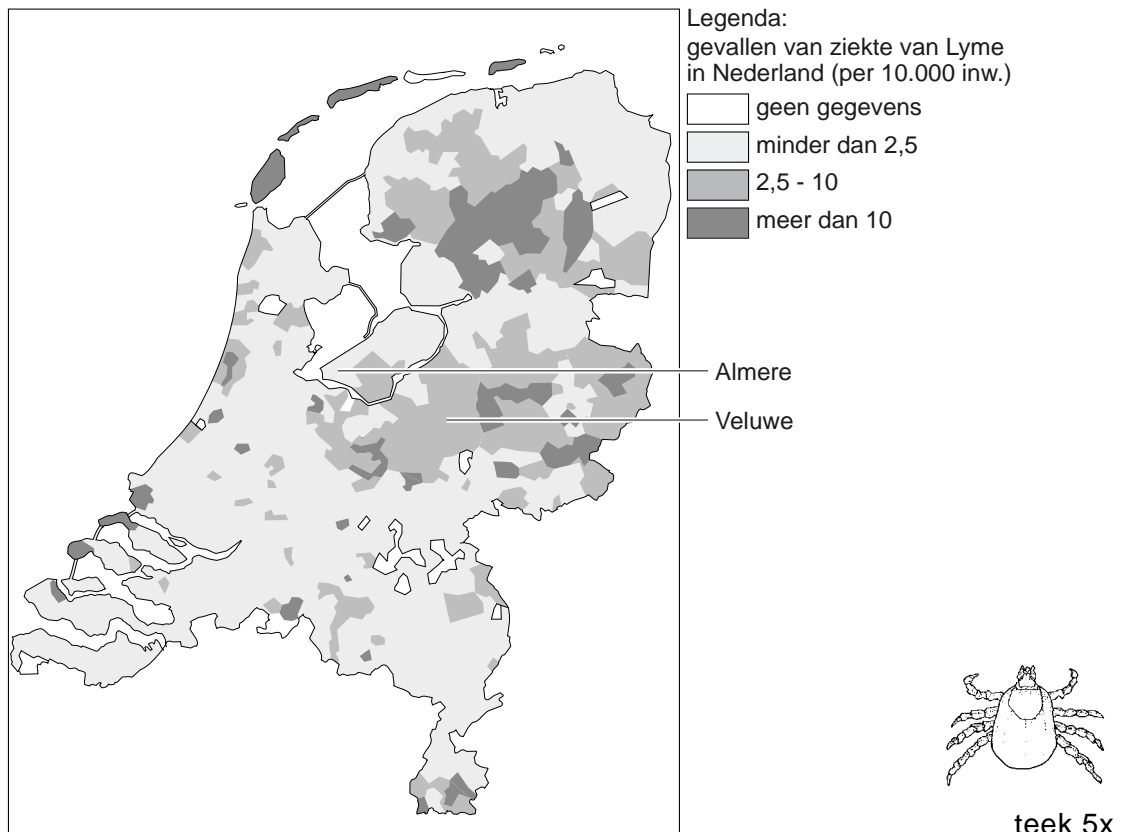 Legenda:
gevallen van ziekte van Lyme
in Nederland (per 10.000 inw.)
geen gegevens
minder dan 2,5
2,5 - 10
meer dan 10
Almere
Veluwe
teek 5x